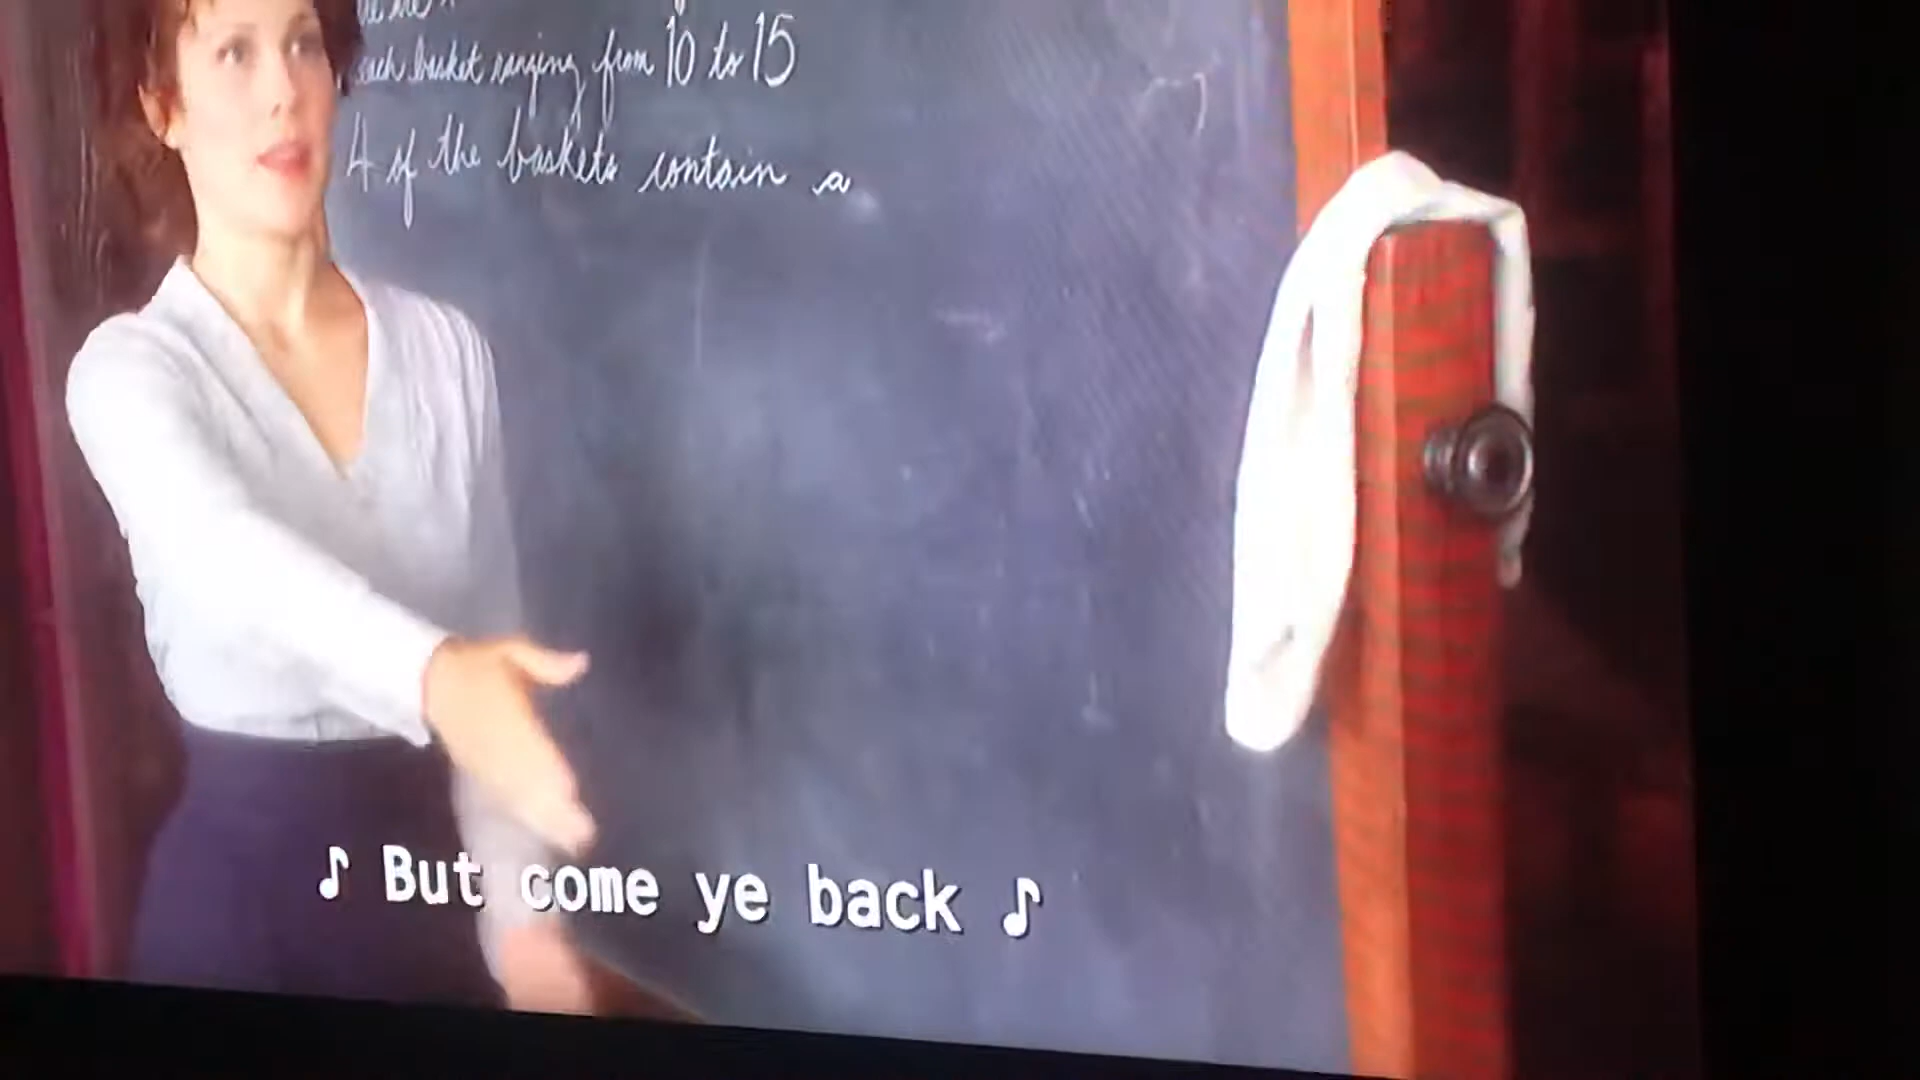 each basket ranging from 10 to 15
4 of the baskets contain a
♪ But come ye back ♪